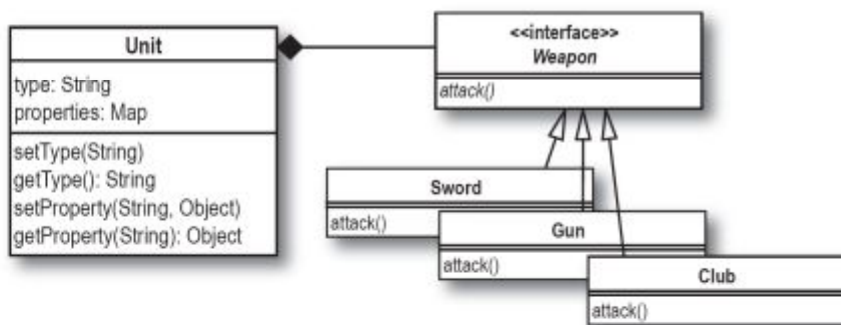 Unit
type: String
properties: Map
setType(String)
getType(): String
setProperty(String, Object)
getProperty(String): Object
<<interface>>
Weapon
attack()
Sword
attack()
Gun
attack()
Club
attack()